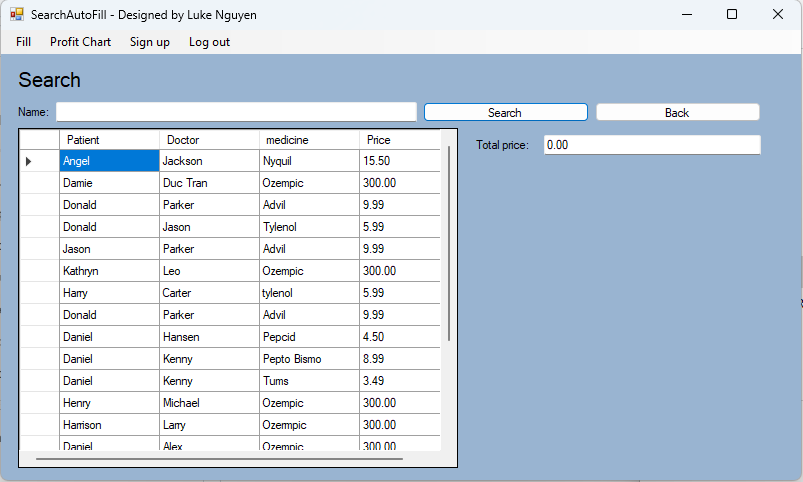 SearchAutoFill - Designed by Luke Nguyen
Fill Profit Chart Sign up Log out
Search
Name: Search Back
Patient Doctor medicine Price
Total price: 0.00
Angel Jackson Nyquil 15.50
Damie Duc Tran Ozempic 300.00
Donald Parker Advil 9.99
Donald Jason Tylenol 5.99
Jason Parker Advil 9.99
Kathryn Leo Ozempic 300.00
Harry Carter tylenol 5.99
Donald Parker Advil 9.99
Daniel Hansen Pepcid 4.50
Daniel Kenny Pepto Bismo 8.99
Daniel Kenny Tums 3.49
Henry Michael Ozempic 300.00
Harrison Larry Ozermpic 300.00
Daniel Alex Ozempic 300.00